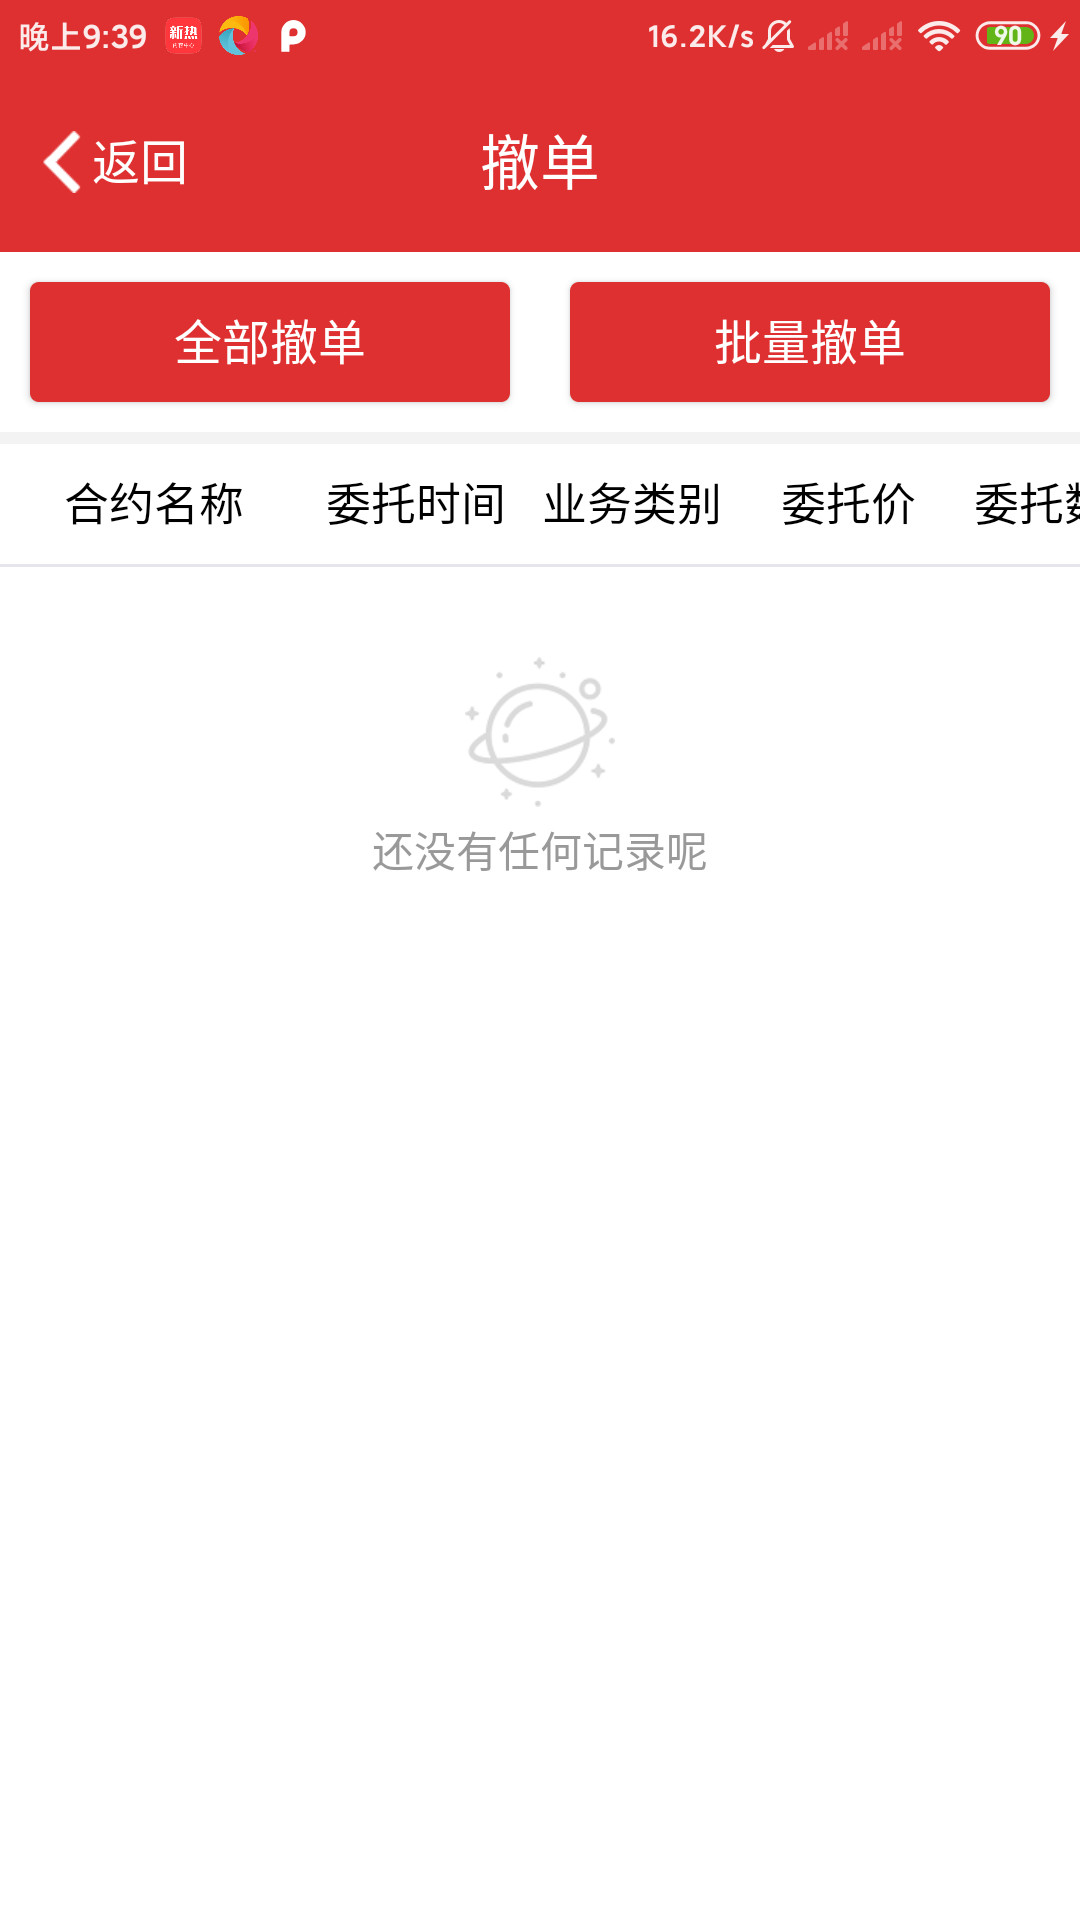 晚上9:39 新热 16.2K/s 90
返回 撤单
全部撤单 批量撤单
合约名称 委托时间 业务类别 委托价 委托数
还没有任何记录呢